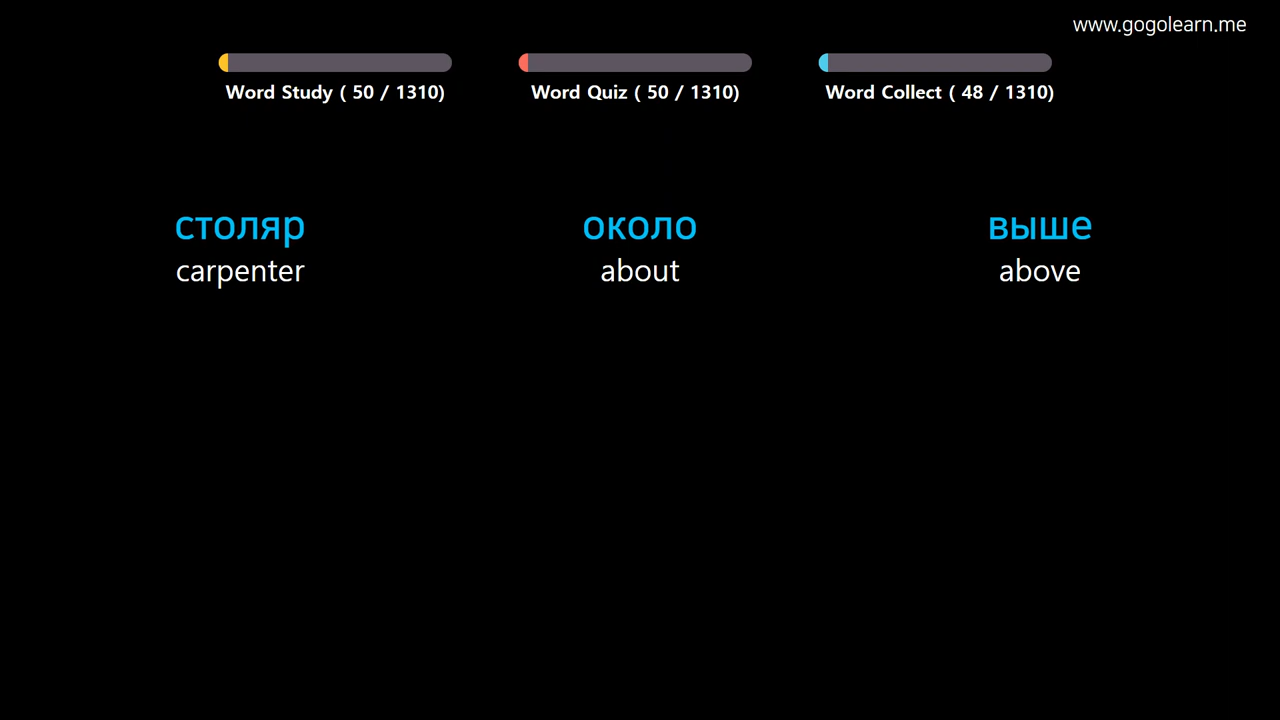 www.gogolearn.me
Word Study ( 50 / 1310)
Word Quiz ( 50 / 1310)
Word Collect ( 48 / 1310)
столяр
carpenter
около
about
выше
above